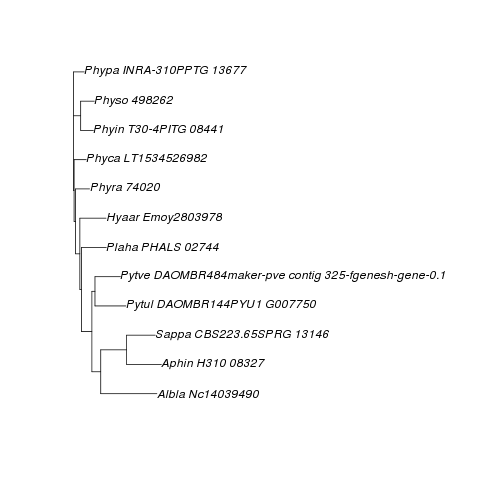 Phypa INRA-310PPTG 13677
Physo 498262
Phyin T30-4PITG 08441
Phyca LT1534526982
Phyra 74020
Hyaar Emoy2803978
Plaha PHALS 02744
Pytve DAOMBR484maker-pve contig 325-fgenesh-gene-0.1
Pytul DAOMBR144PYU1 G007750
Sappa CBS223.65SPRG 13146
Aphin H310 08327
Albla Nc14039490